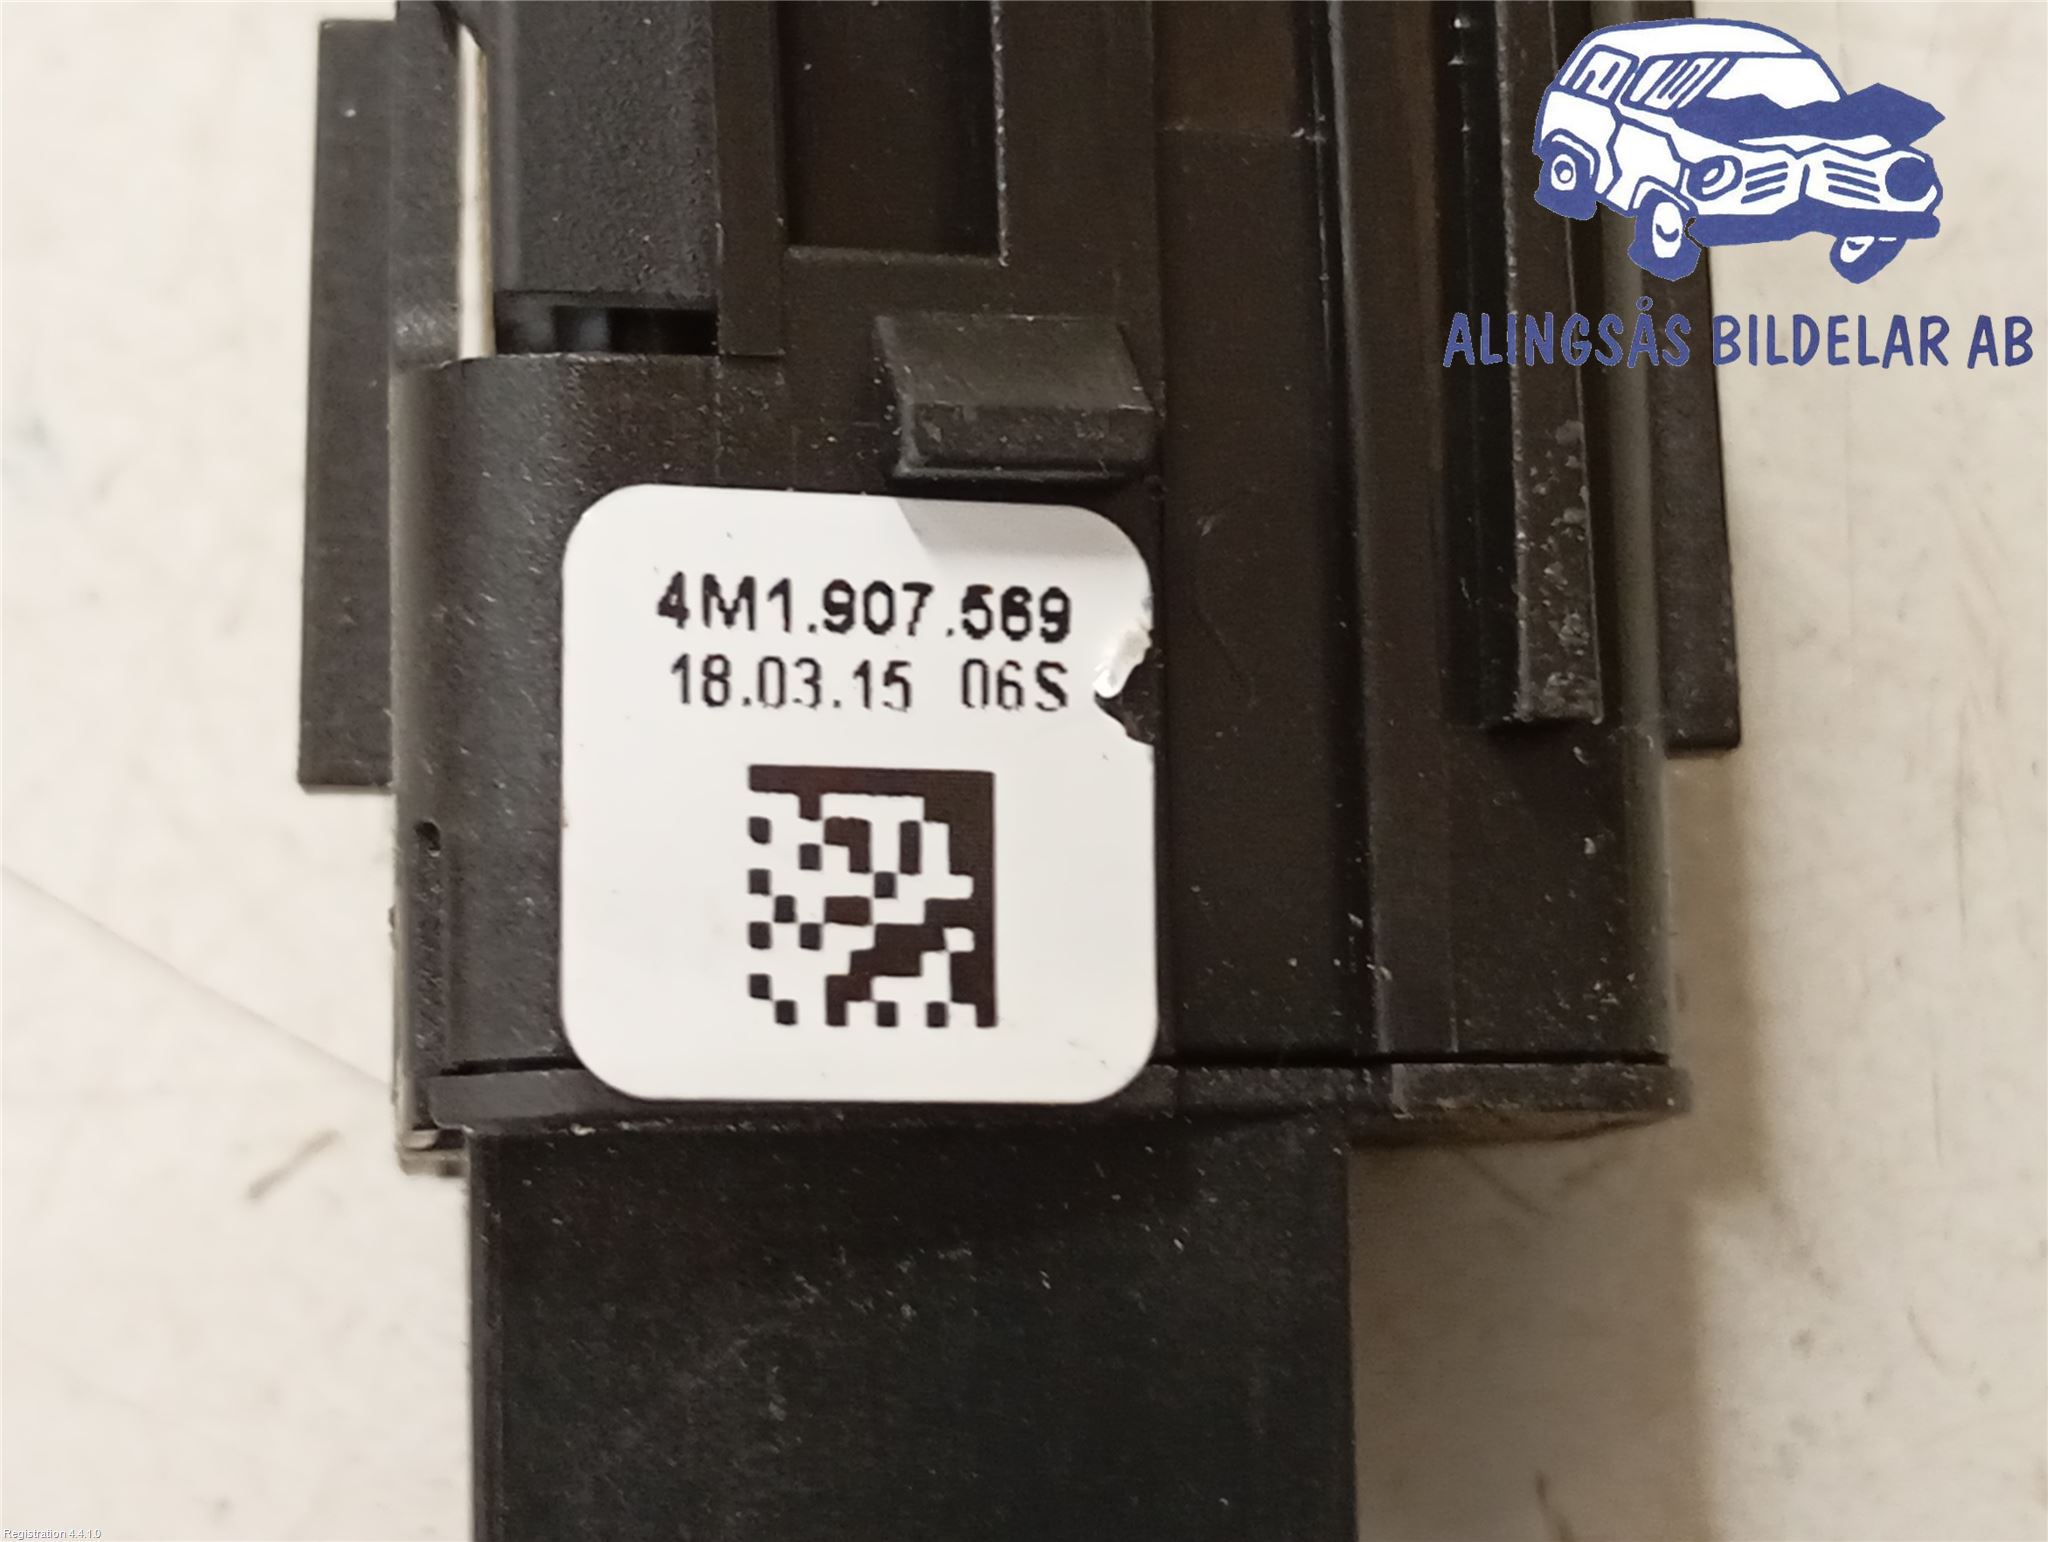 ALINGSÅS BILDELAR AB
4M1.907.569
18.03.15 06S
Registration 4.4.1.0